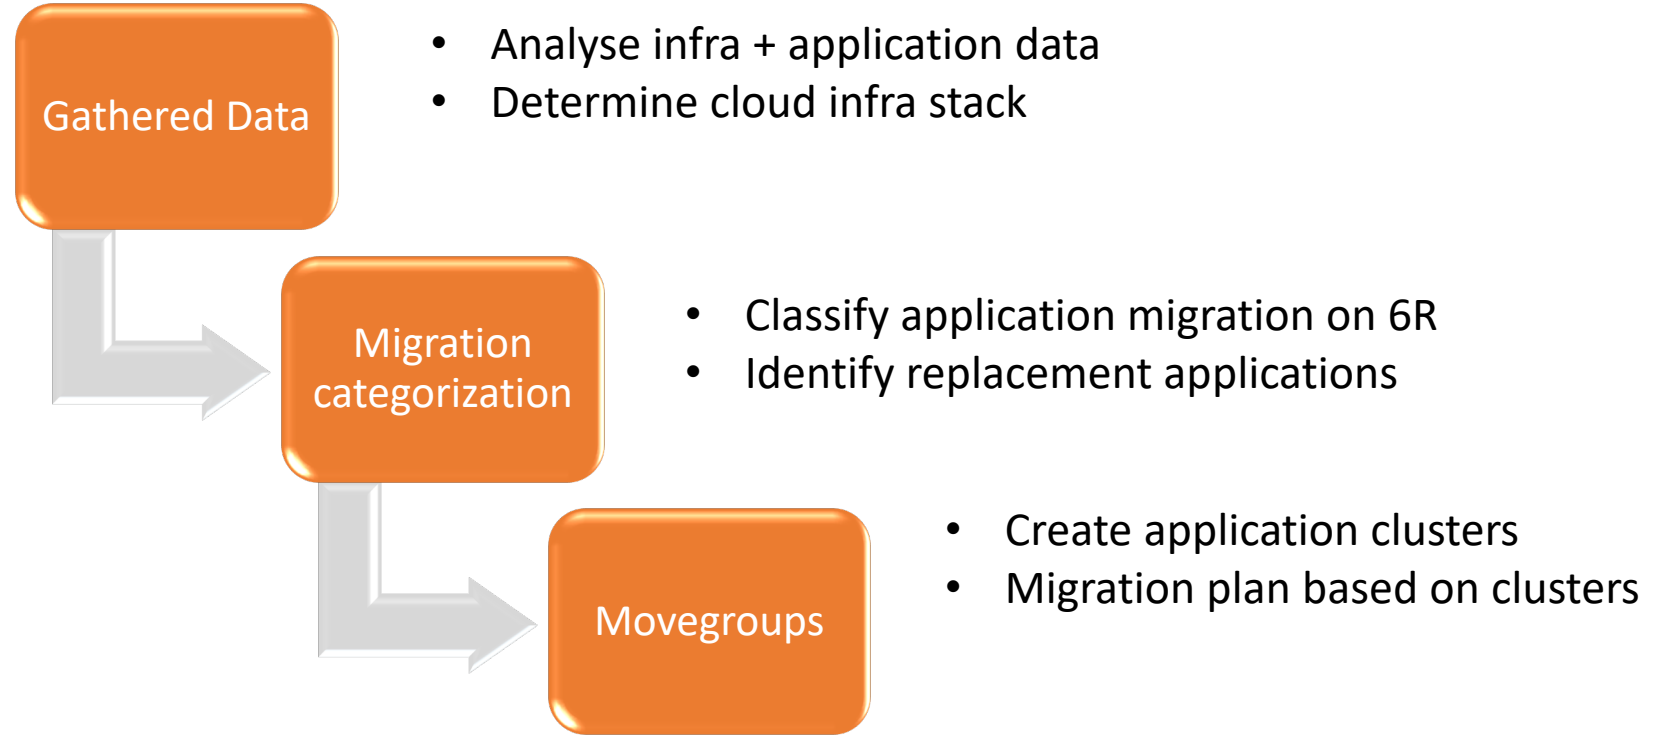 Gathered Data
• Analyse infra + application data
• Determine cloud infra stack
Migration
categorization
• Classify application migration on 6R
• Identify replacement applications
Movegroups
• Create application clusters
• Migration plan based on clusters